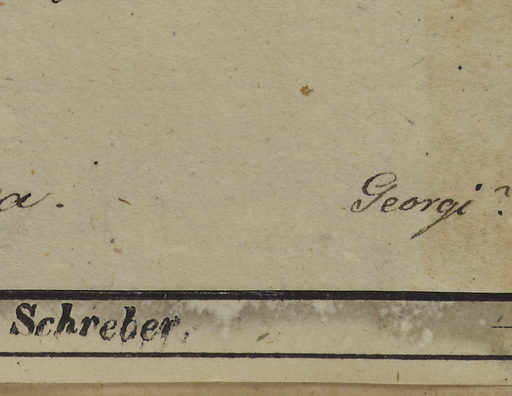 a. Georgi ?
Schreber.